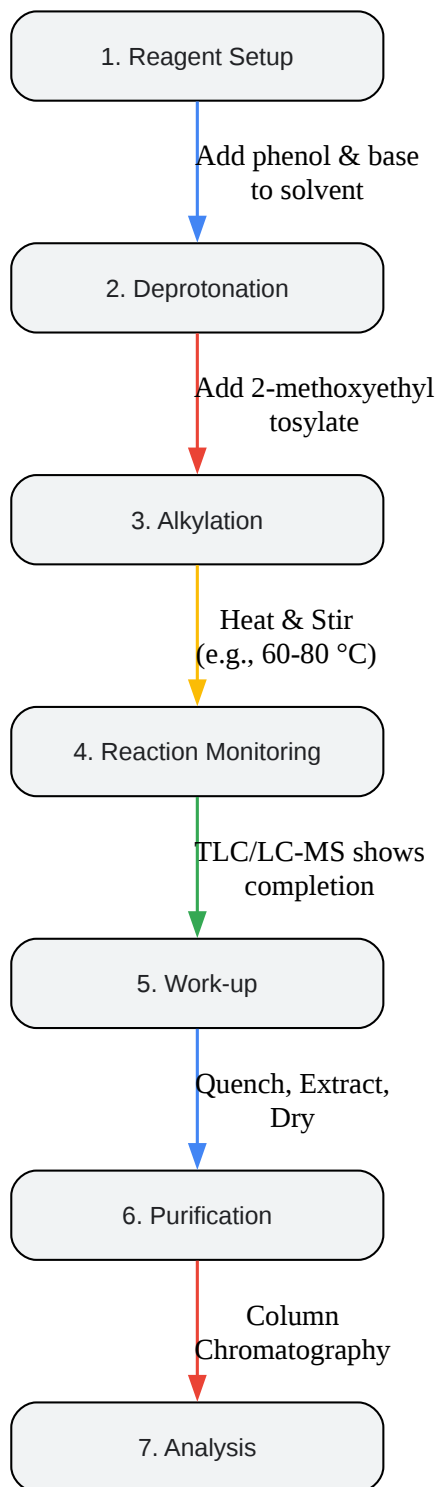 1. Reagent Setup
Add phenol & base
to solvent
2. Deprotonation
Add 2-methoxyethyl
tosylate
3. Alkylation
Heat & Stir
(e.g., 60-80 °C)
4. Reaction Monitoring
TLC/LC-MS shows
completion
5. Work-up
Quench, Extract,
Dry
6. Purification
Column
Chromatography
7. Analysis